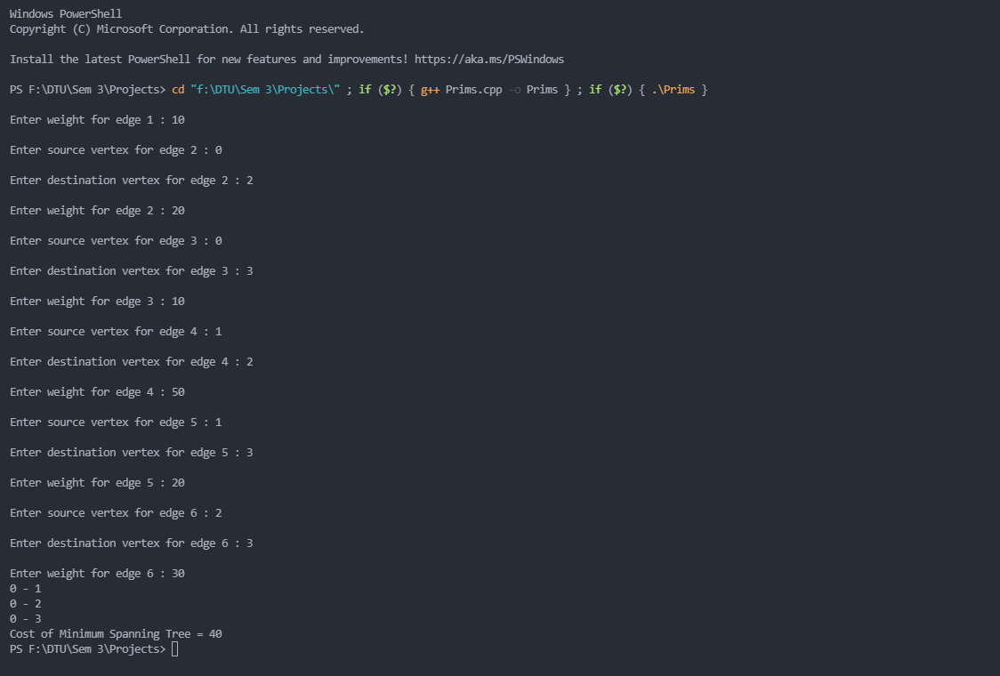 Windows PowerShell
Copyright (C) Microsoft Corporation. All rights reserved.
Install the latest PowerShell for new features and improvements! https://aka.ms/PSWindows
PS F:\DTU\Sem 3\Projects> cd "f:\DTU\Sem 3\Projects\" ; if ($?) { g++ Prims.cpp -o Prims } ; if ($?) { .\Prims }
Enter weight for edge 1 : 10
Enter source vertex for edge 2 : 0
Enter destination vertex for edge 2 : 2
Enter weight for edge 2 : 20
Enter source vertex for edge 3 : 0
Enter destination vertex for edge 3 : 3
Enter weight for edge 3 : 10
Enter source vertex for edge 4 : 1
Enter destination vertex for edge 4 : 2
Enter weight for edge 4 : 50
Enter source vertex for edge 5 : 1
Enter destination vertex for edge 5 : 3
Enter weight for edge 5 : 20
Enter source vertex for edge 6 : 2
Enter destination vertex for edge 6 : 3
Enter weight for edge 6 : 30
0 - 1
0 - 2
0 - 3
Cost of Minimum Spanning Tree = 40
PS F:\DTU\Sem 3\Projects>